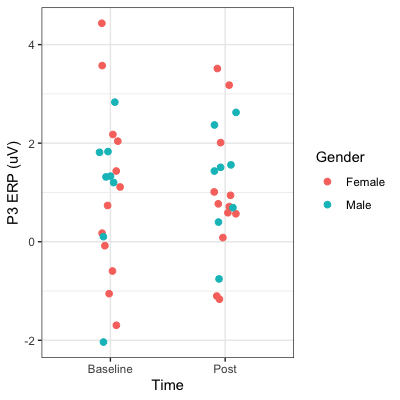 P3 ERP (uV)
4
2
0
-2
Baseline
Post
Time
Gender
Female
Male